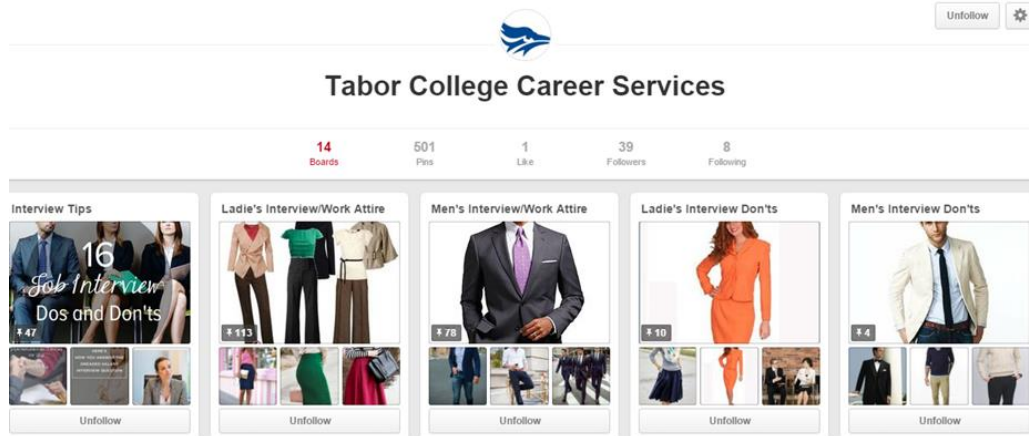 Unfollow
Tabor College Career Services
14 501 1 39 8
Boards Pins Like Followers Following
Interview Tips
16
Job Interview
Dos and Don'ts
47
Unfollow
Ladie's Interview/Work Attire
113
Unfollow
Men's Interview/Work Attire
78
Unfollow
Ladie's Interview Don'ts
10
Unfollow
Men's Interview Don'ts
4
Unfollow